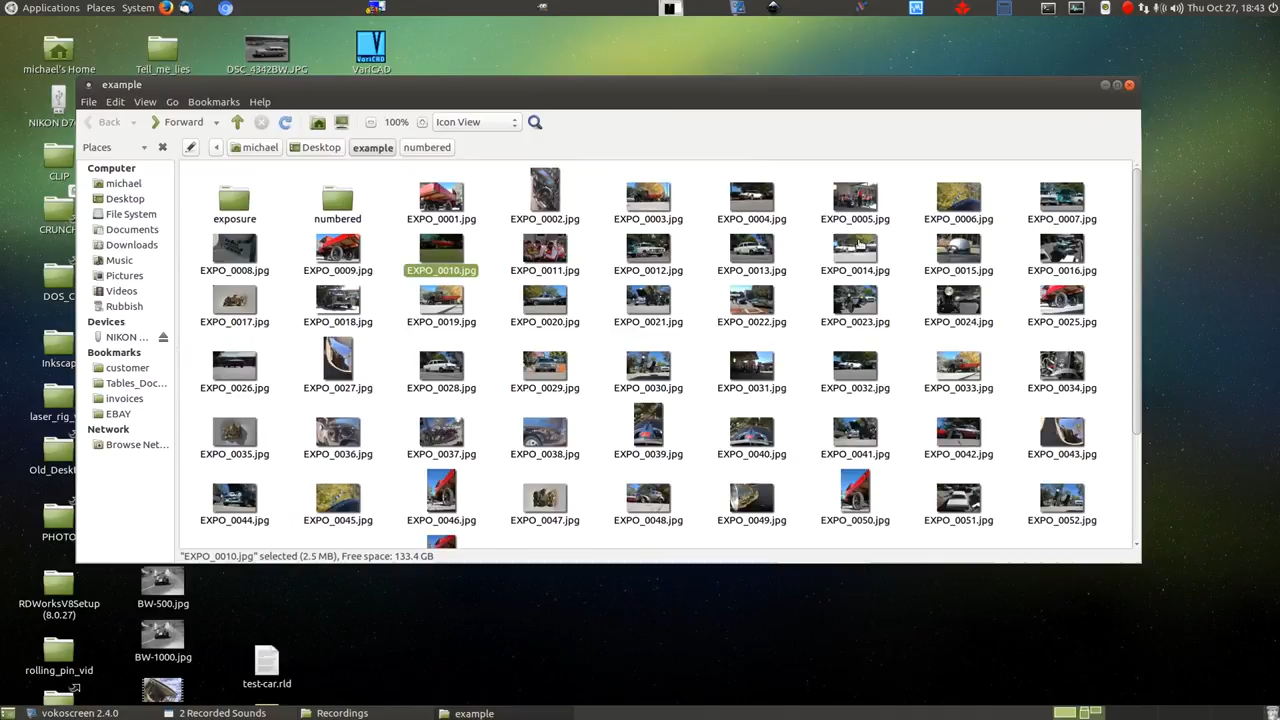 Applications Places System Thu Oct 27, 18:43
michael's Home Tell_me_lies DSC_4342BW.JPG VariCAD
example
File Edit View Go Bookmarks Help
Back Forward 100% Icon View
Places michael Desktop example numbered
NIKON
CLIP
CRUNCH
DOS_C
Inkscap
laser_rig_v
Old_Deskt
PHOTO
Computer
michael
Desktop
File System
Documents
Downloads
Music
Pictures
Videos
Rubbish
Devices
NIKON ...
Bookmarks
customer
Tables_Doc...
invoices
EBAY
Network
Browse Net...
exposure numbered EXPO_0001.jpg EXPO_0002.jpg EXPO_0003.jpg EXPO_0004.jpg EXPO_0005.jpg EXPO_0006.jpg EXPO_0007.jpg
EXPO_0008.jpg EXPO_0009.jpg EXPO_0010.jpg EXPO_0011.jpg EXPO_0012.jpg EXPO_0013.jpg EXPO_0014.jpg EXPO_0015.jpg EXPO_0016.jpg
EXPO_0017.jpg EXPO_0018.jpg EXPO_0019.jpg EXPO_0020.jpg EXPO_0021.jpg EXPO_0022.jpg EXPO_0023.jpg EXPO_0024.jpg EXPO_0025.jpg
EXPO_0026.jpg EXPO_0027.jpg EXPO_0028.jpg EXPO_0029.jpg EXPO_0030.jpg EXPO_0031.jpg EXPO_0032.jpg EXPO_0033.jpg EXPO_0034.jpg
EXPO_0035.jpg EXPO_0036.jpg EXPO_0037.jpg EXPO_0038.jpg EXPO_0039.jpg EXPO_0040.jpg EXPO_0041.jpg EXPO_0042.jpg EXPO_0043.jpg
EXPO_0044.jpg EXPO_0045.jpg EXPO_0046.jpg EXPO_0047.jpg EXPO_0048.jpg EXPO_0049.jpg EXPO_0050.jpg EXPO_0051.jpg EXPO_0052.jpg
"EXPO_0010.jpg" selected (2.5 MB), Free space: 133.4 GB
RDWorksV8Setup BW-500.jpg
(8.0.27)
rolling_pin_vid BW-1000.jpg
test-car.rld
vokoscreen 2.4.0 2 Recorded Sounds Recordings example